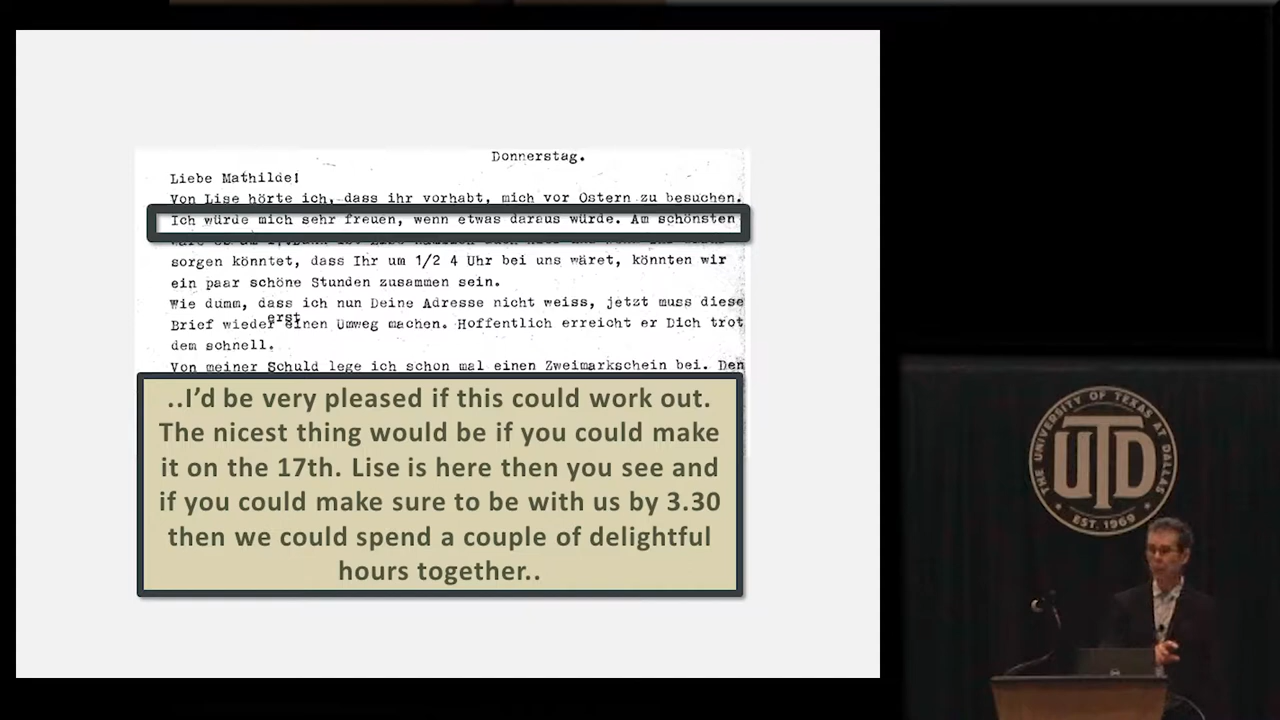 Donnerstag.
Liebe Mathilde!
Von Lise hörte ich, dass ihr vorhabt, mich vor Ostern zu besuchen.
Ich würde mich sehr freuen, wenn etwas daraus würde. Am schönsten
sorgen könntet, dass Ihr um 1/2 4 Uhr bei uns wäret, könnten wir
ein paar schöne Stunden zusammen sein.
Wie dumm, dass ich nun Deine Adresse nicht weiss, jetzt muss diese
erst
Brief wieder einen Umweg machen. Hoffentlich erreicht er Dich trot
dem schnell.
Von meiner Schuld lege ich schon mal einen Zweimarkschein bei. Den
..I'd be very pleased if this could work out.
The nicest thing would be if you could make
it on the 17th. Lise is here then you see and
if you could make sure to be with us by 3.30
then we could spend a couple of delightful
hours together..
THE UNIVERSITY OF TEXAS AT DALLAS
UTD
EST. 1969